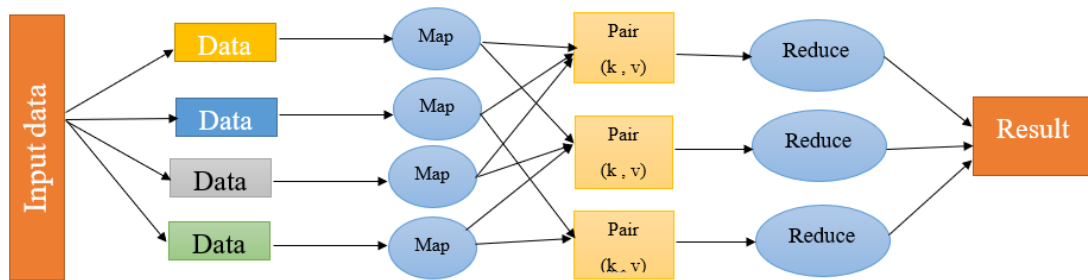 Input data
Data
Data
Data
Data
Map
Map
Map
Map
Pair
(k , v)
Pair
(k , v)
Pair
(k , v)
Reduce
Reduce
Reduce
Result